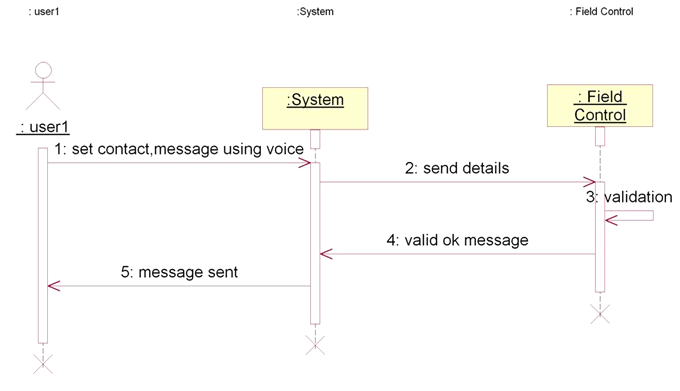 : user1
:System
: Field Control
: user1
:System
: Field
Control
1: set contact,message using voice
2: send details
3: validation
4: valid ok message
5: message sent